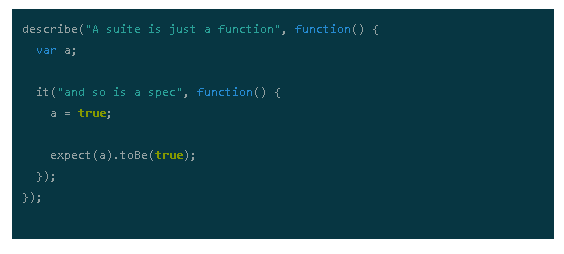 describe("A suite is just a function", function() {
  var a;

  it("and so is a spec", function() {
    a = true;

    expect(a).toBe(true);
  });
});